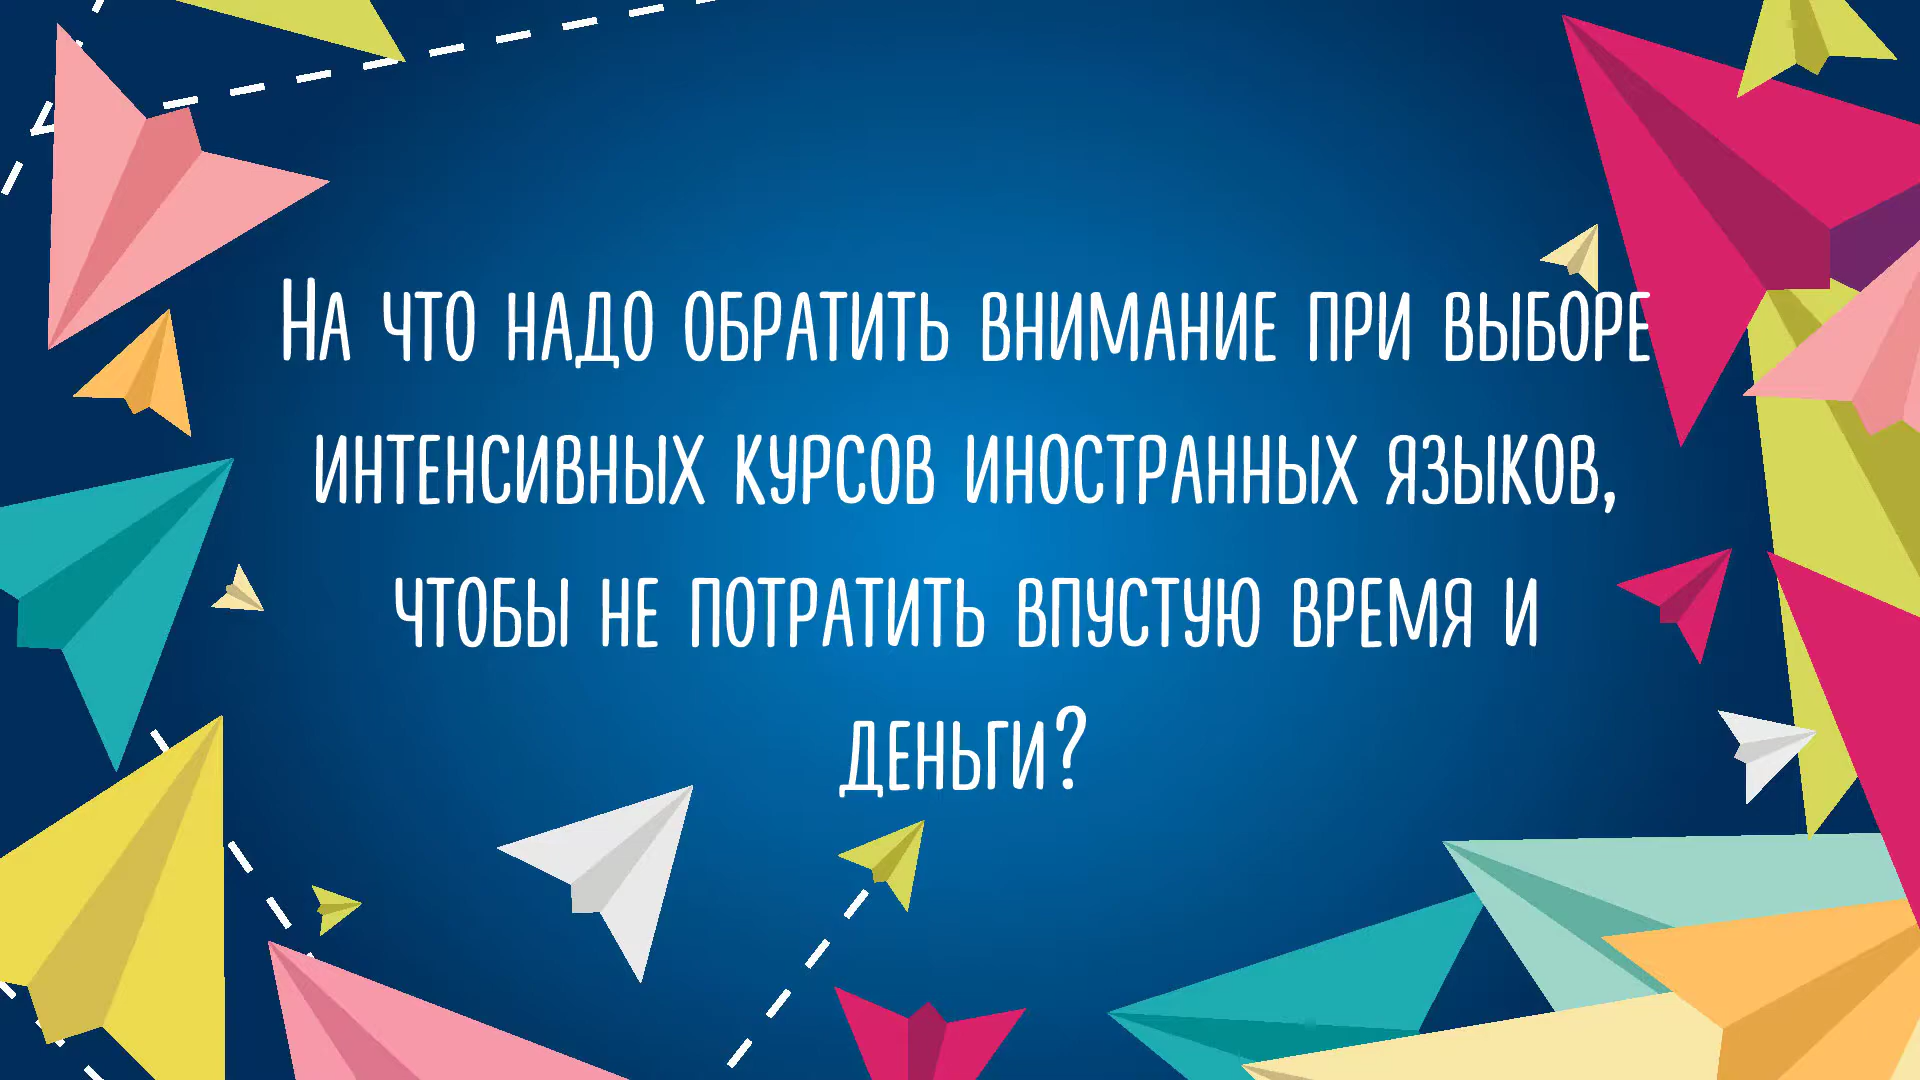 На что надо обратить внимание при выборе
интенсивных курсов иностранных языков,
чтобы не потратить впустую время и
деньги?